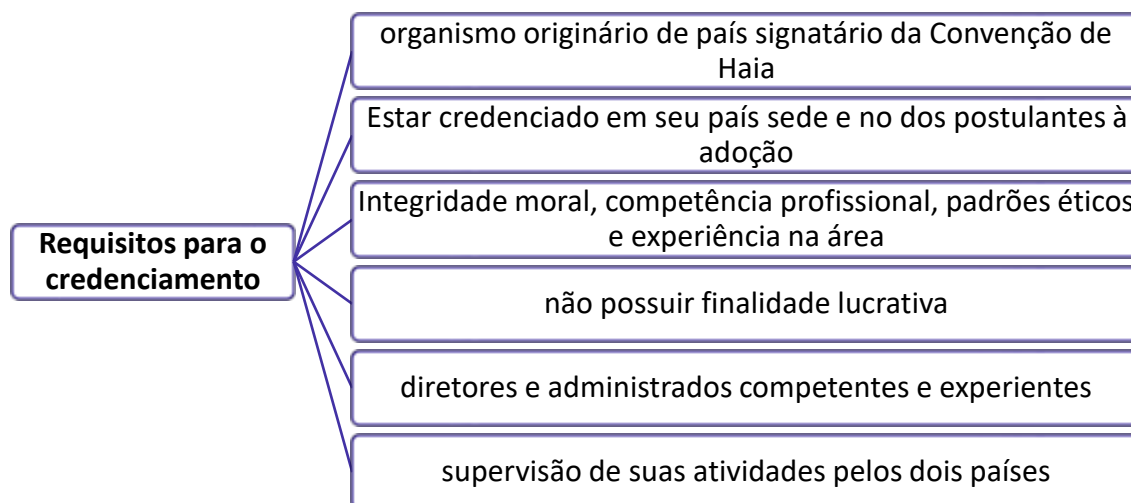 organismo originário de país signatário da Convenção de
Haia
Estar credenciado em seu país sede e no dos postulantes à
adoção
Integridade moral, competência profissional, padrões éticos
e experiência na área
Requisitos para o
credenciamento
não possuir finalidade lucrativa
diretores e administrados competentes e experientes
supervisão de suas atividades pelos dois países